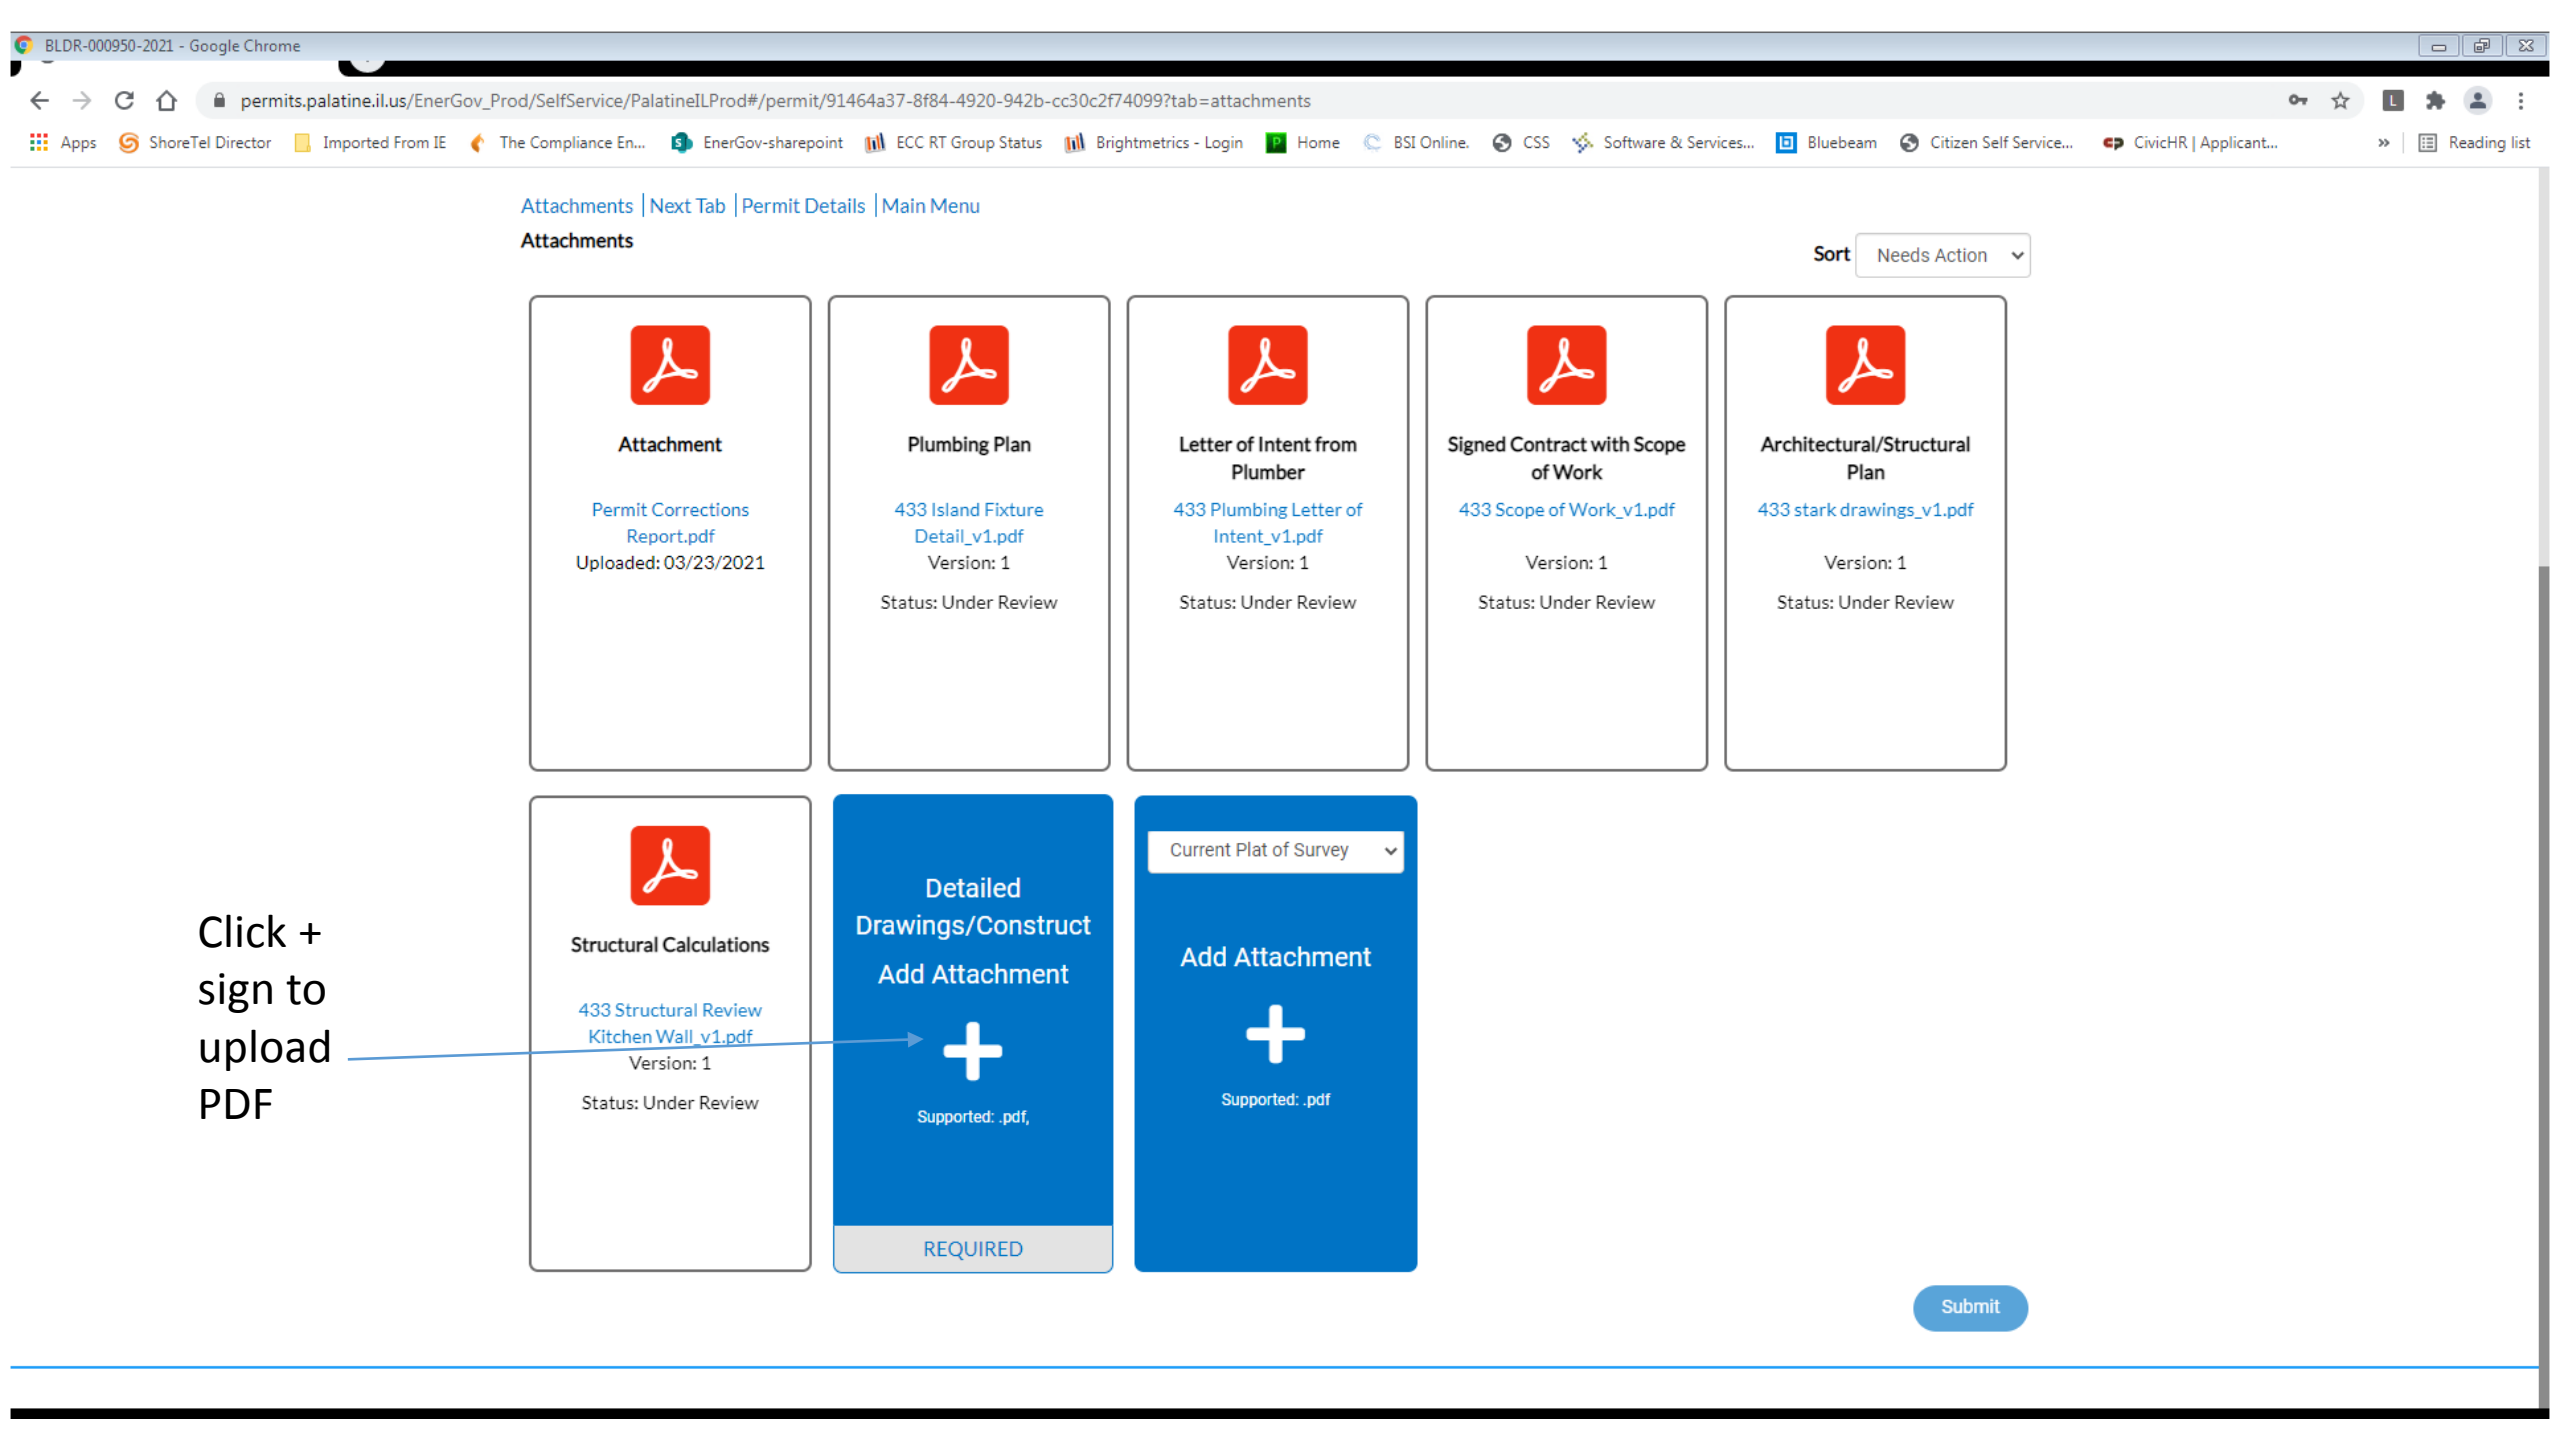 BLDR-000950-2021 - Google Chrome
permits.palatine.il.us/EnerGov_Prod/SelfService/PalatineILProd#/permit/91464a37-8f84-4920-942b-cc30c2f74099?tab=attachments
Apps ShoreTel Director Imported From IE The Compliance En... EnerGov-sharepoint ECC RT Group Status Brightmetrics - Login Home BSI Online. CSS Software & Services... Bluebeam Citizen Self Service... CivicHR | Applicant... » Reading list
Attachments | Next Tab | Permit Details | Main Menu
Attachments
Sort Needs Action
Attachment
Permit Corrections
Report.pdf
Uploaded: 03/23/2021
Plumbing Plan
433 Island Fixture
Detail_v1.pdf
Version: 1
Status: Under Review
Letter of Intent from
Plumber
433 Plumbing Letter of
Intent_v1.pdf
Version: 1
Status: Under Review
Signed Contract with Scope
of Work
433 Scope of Work_v1.pdf
Version: 1
Status: Under Review
Architectural/Structural
Plan
433 stark drawings_v1.pdf
Version: 1
Status: Under Review
Click +
sign to
upload
PDF
Structural Calculations
433 Structural Review
Kitchen Wall_v1.pdf
Version: 1
Status: Under Review
Detailed
Drawings/Construct
Add Attachment
Supported: .pdf,
REQUIRED
Current Plat of Survey
Add Attachment
Supported: .pdf
Submit